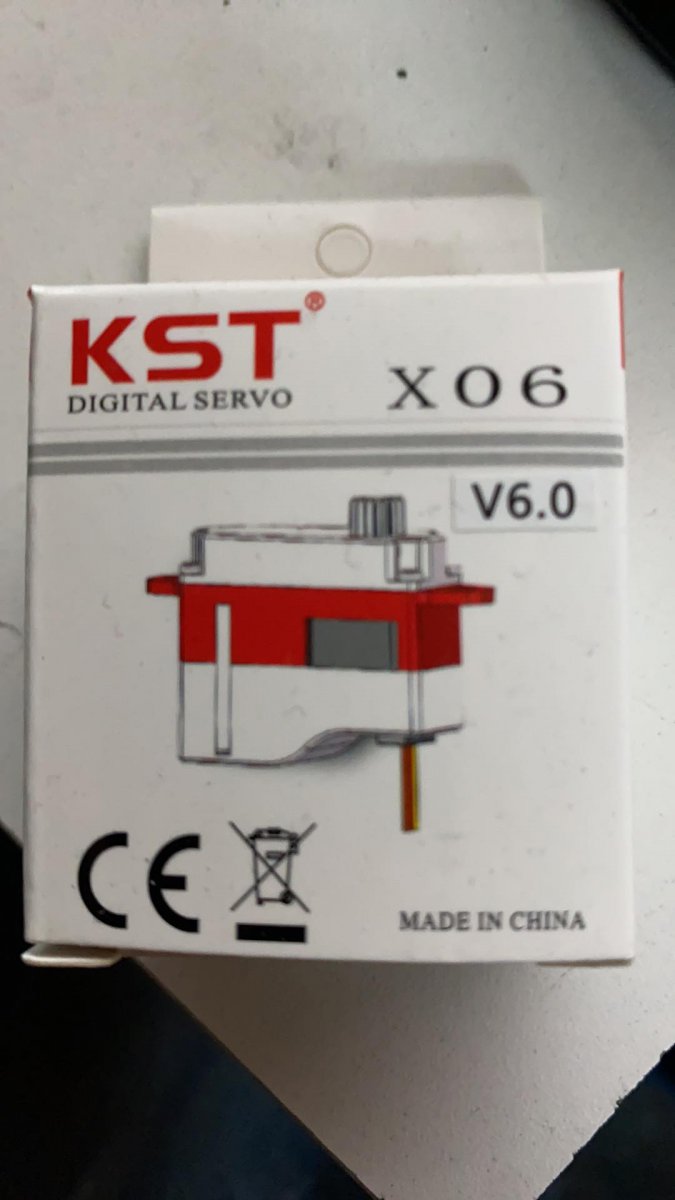 KST®
DIGITAL SERVO
X06
V6.0
CE
MADE IN CHINA